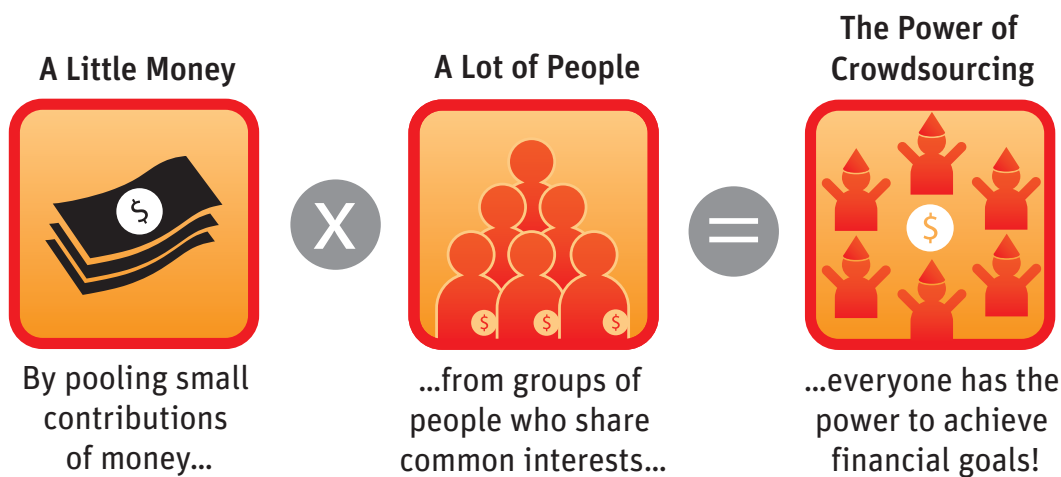 A Little Money
$
By pooling small
contributions
of money...
X
A Lot of People
$ $ $
...from groups of
people who share
common interests...
=
The Power of
Crowdsourcing
$
...everyone has the
power to achieve
financial goals!